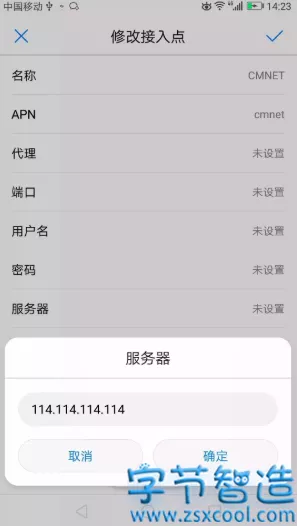 中国移动 14:23
修改接入点
名称 CMNET
APN cmnet
代理 未设置
端口 未设置
用户名 未设置
密码 未设置
服务器 未设置
服务器
114.114.114.114
取消 确定
字节智造
www.zsxcool.com